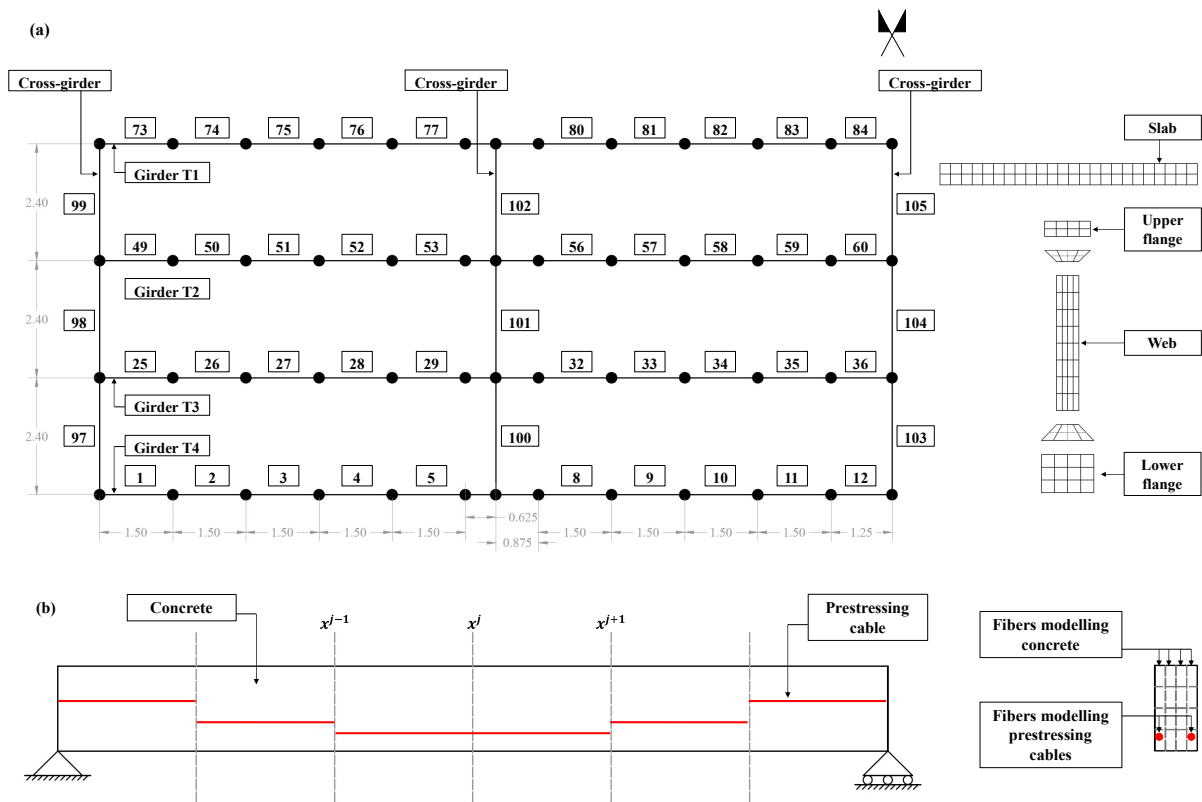 (a)
Cross-girder
Cross-girder
Cross-girder
73
74
75
76
77
80
81
82
83
84
Slab
Girder T1
2.40
99
102
105
Upper
flange
49
50
51
52
53
56
57
58
59
60
Girder T2
2.40
98
101
104
Web
25
26
27
28
29
32
33
34
35
36
Girder T3
2.40
97
Girder T4
100
103
1
2
3
4
5
8
9
10
11
12
Lower
flange
0.625
1.50
1.50
1.50
1.50
1.50
0.875
1.50
1.50
1.50
1.50
1.25
(b)
Concrete
x^{j-1}
x^{j}
x^{j+1}
Prestressing
cable
Fibers modelling
concrete
Fibers modelling
prestressing
cables